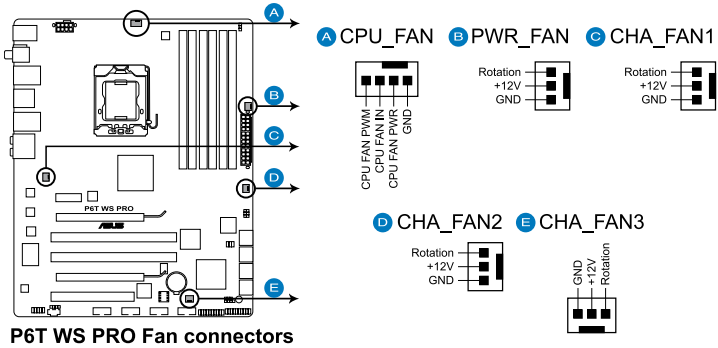 A
B
C
D
E
P6T WS PRO
ASUS
P6T WS PRO Fan connectors
A CPU_FAN
CPU FAN PWM
CPU FAN IN
CPU FAN PWR
GND
B PWR_FAN
Rotation
+12V
GND
C CHA_FAN1
Rotation
+12V
GND
D CHA_FAN2
Rotation
+12V
GND
E CHA_FAN3
GND
+12V
Rotation